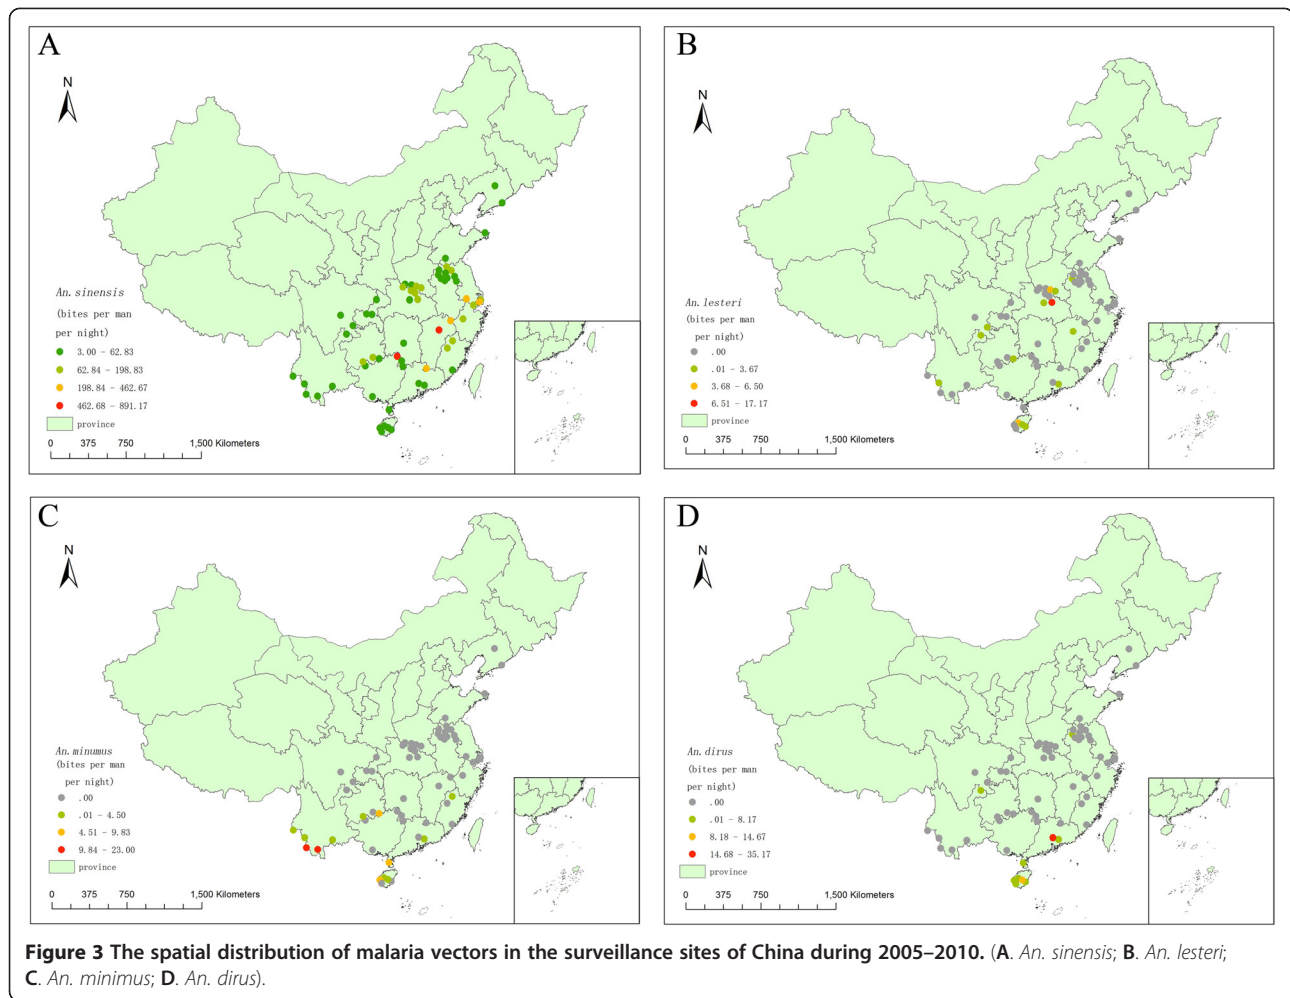 A
N
An. sinensis
(bites per man
per night)
3.00 - 62.83
62.84 - 198.83
198.84 - 462.67
462.68 - 891.17
province
0 375 750 1,500 Kilometers
B
N
An. lesteri
(bites per man
per night)
.00
.01 - 3.67
3.68 - 6.50
6.51 - 17.17
province
0 375 750 1,500 Kilometers
C
N
An. minumus
(bites per man
per night)
.00
.01 - 4.50
4.51 - 9.83
9.84 - 23.00
province
0 375 750 1,500 Kilometers
D
N
An. dirus
(bites per man
per night)
.00
.01 - 8.17
8.18 - 14.67
14.68 - 35.17
province
0 375 750 1,500 Kilometers
Figure 3 The spatial distribution of malaria vectors in the surveillance sites of China during 2005–2010. (A. An. sinensis; B. An. lesteri;
C. An. minimus; D. An. dirus).